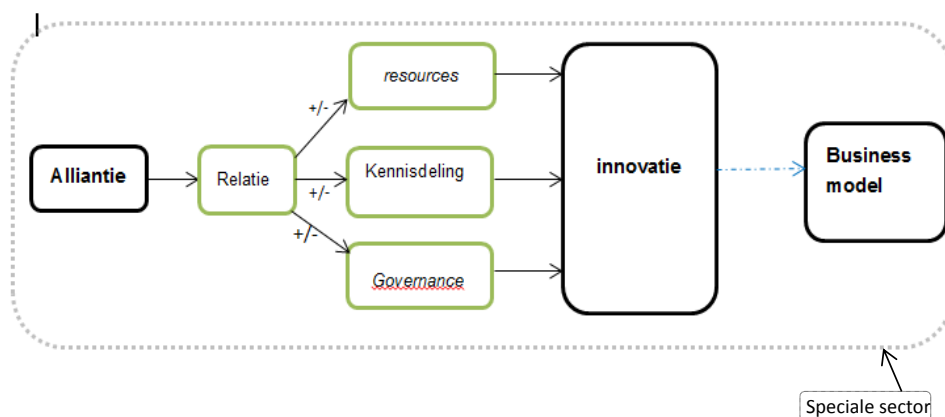 resources
+/-
Alliantie
Relatie
+/-
Kennisdeling
innovatie
Business
model
+/-
Governance
Speciale sector